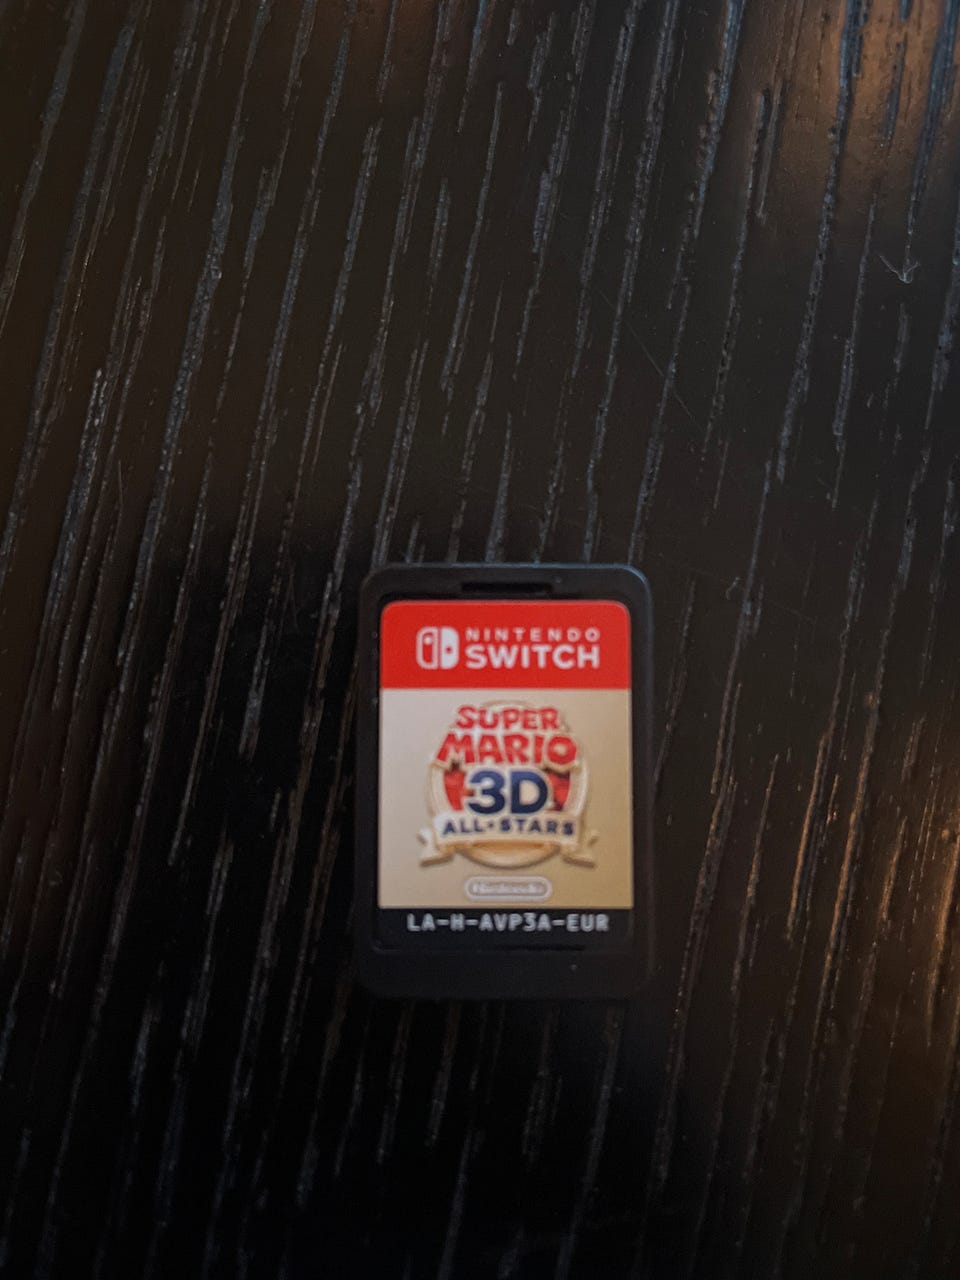 NINTENDO
SWITCH
SUPER
MARIO
3D
ALL★STARS
Nintendo
LA-H-AVP3A-EUR